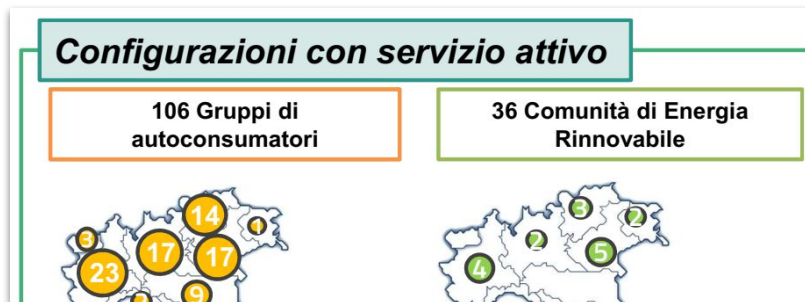 Configurazioni con servizio attivo
106 Gruppi di
autoconsumatori
36 Comunità di Energia
Rinnovabile
14
1
3
17
17
23
9
3
2
2
5
4